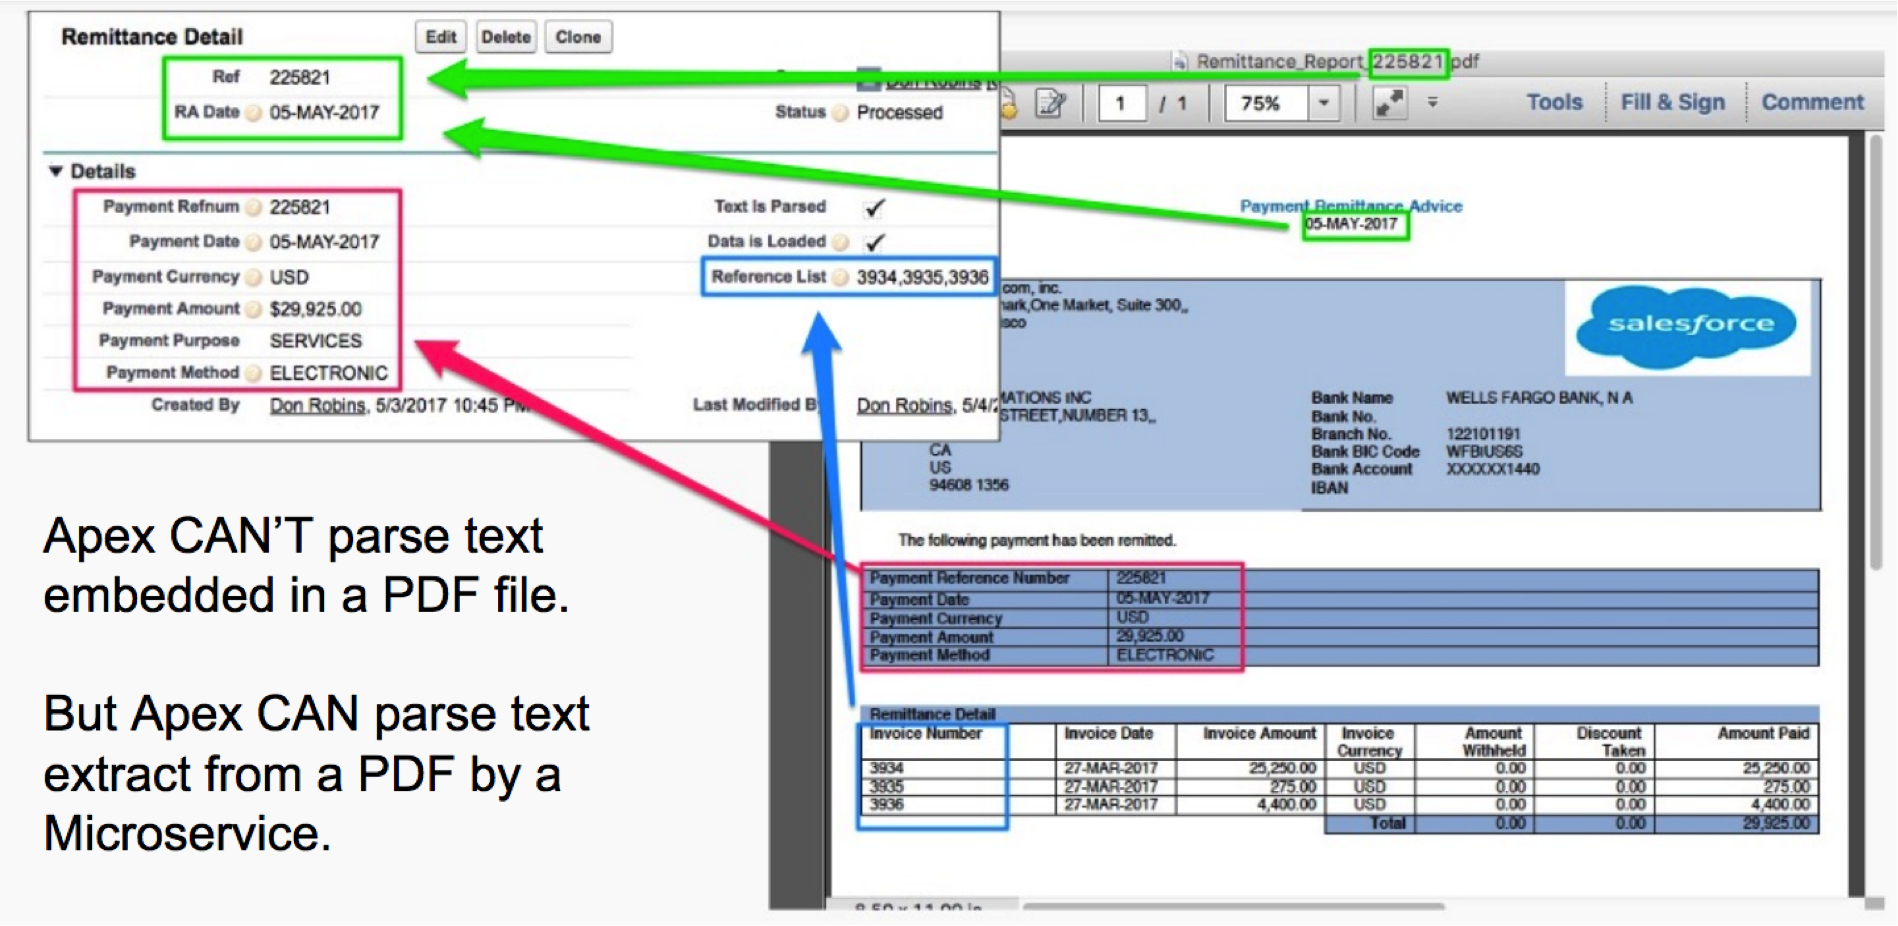 Remittance Detail Edit Delete Clone
Ref 225821
RA Date 05-MAY-2017 Status Processed
Details
Payment Refnum 225821 Text Is Parsed
Payment Date 05-MAY-2017 Data is Loaded
Payment Currency USD Reference List 3934,3935,3936
Payment Amount $29,925.00
Payment Purpose SERVICES
Payment Method ELECTRONIC
Created By Don Robins, 5/3/2017 10:45 PM Last Modified By Don Robins, 5/4/
Apex CAN'T parse text
embedded in a PDF file.
But Apex CAN parse text
extract from a PDF by a
Microservice.
Remittance_Report_225821.pdf
1 / 1 75% Tools Fill & Sign Comment
Payment Remittance Advice
05-MAY-2017
com, inc.
One Market, Suite 300,,
salesforce
MATIONS INC
STREET,NUMBER 13,,
CA
US
94608 1356
Bank Name WELLS FARGO BANK, N A
Bank No.
Branch No. 122101191
Bank BIC Code WFBIUS6S
Bank Account XXXXXX1440
IBAN
The following payment has been remitted.
Payment Reference Number 225821
Payment Date 05-MAY-2017
Payment Currency USD
Payment Amount 29,925.00
Payment Method ELECTRONIC
Remittance Detail
Invoice Number Invoice Date Invoice Amount Invoice Currency Amount Withheld Discount Taken Amount Paid
3934 27-MAR-2017 25,250.00 USD 0.00 0.00 25,250.00
3935 27-MAR-2017 275.00 USD 0.00 0.00 275.00
3936 27-MAR-2017 4,400.00 USD 0.00 0.00 4,400.00
Total 0.00 0.00 29,925.00